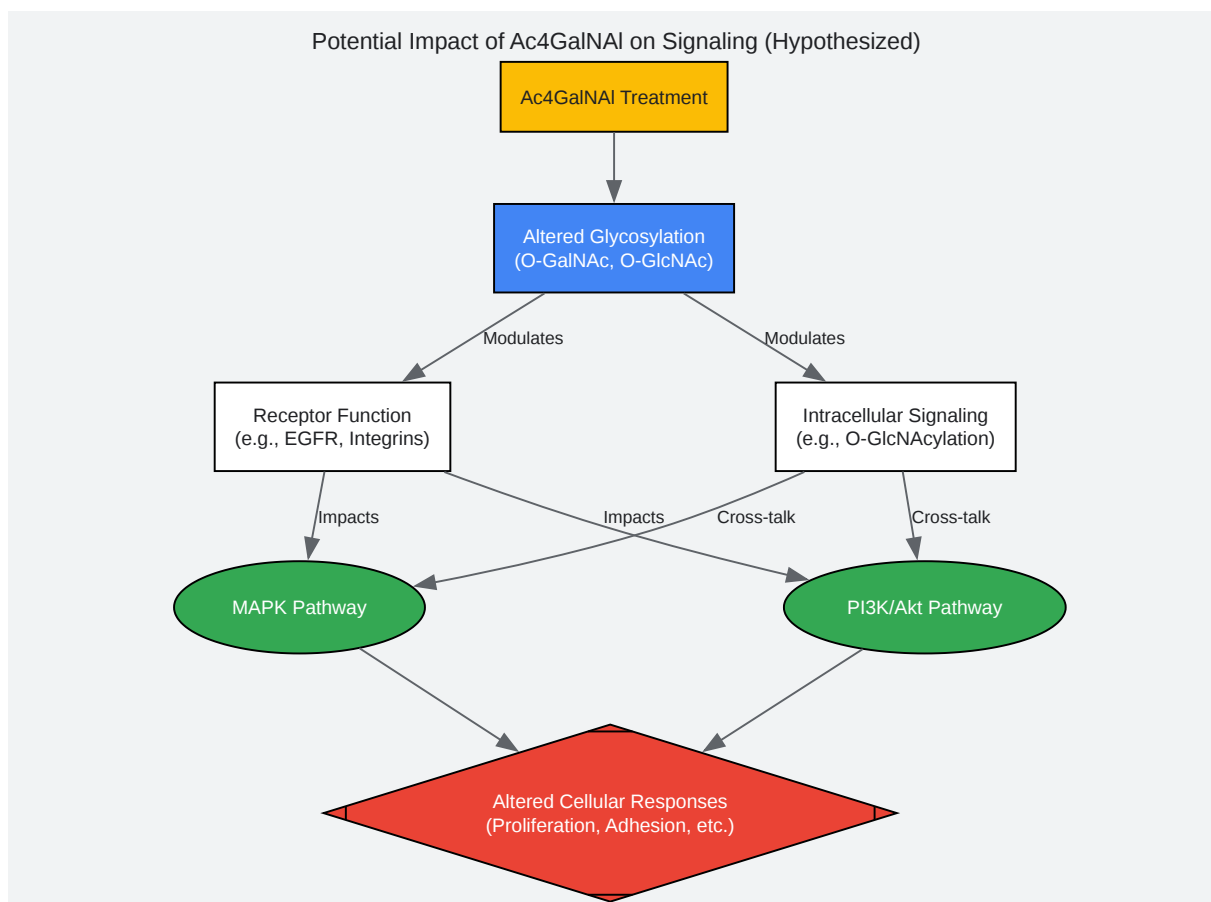 Potential Impact of Ac4GalNAl on Signaling (Hypothesized)
Ac4GalNAl Treatment
Altered Glycosylation
(O-GalNAc, O-GlcNAc)
Modulates
Modulates
Receptor Function
(e.g., EGFR, Integrins)
Intracellular Signaling
(e.g., O-GlcNAcylation)
Impacts
Impacts
Cross-talk
Cross-talk
MAPK Pathway
PI3K/Akt Pathway
Altered Cellular Responses
(Proliferation, Adhesion, etc.)